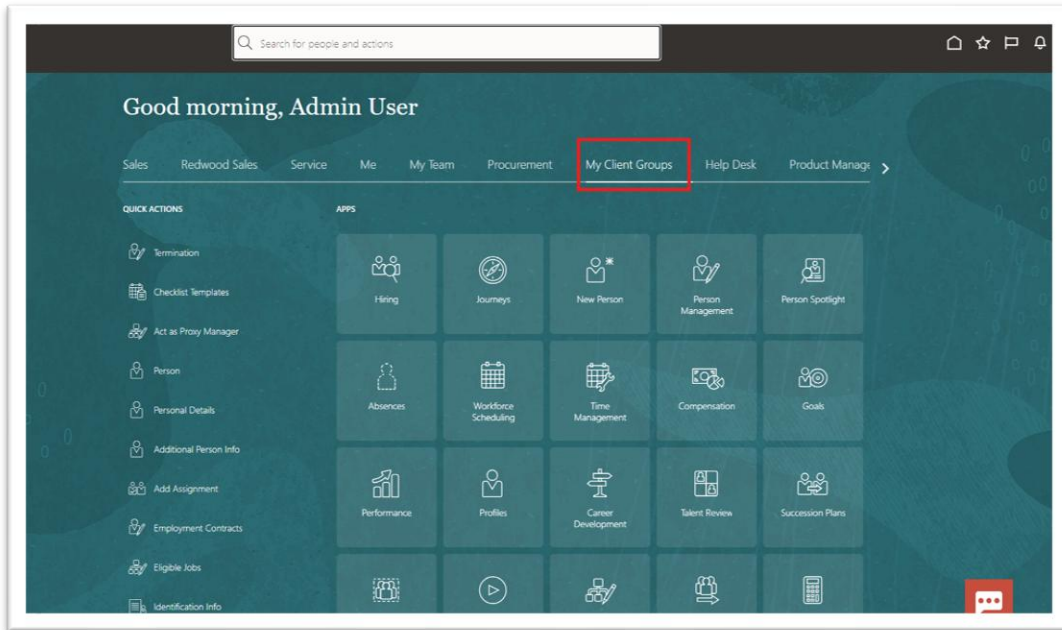 Search for people and actions
Good morning, Admin User
Sales Redwood Sales Service Me My Team Procurement My Client Groups Help Desk Product Manage
QUICK ACTIONS
Termination
Checklist Templates
Act as Proxy Manager
Person
Personal Details
Additional Person Info
Add Assignment
Employment Contracts
Eligible Jobs
Identification Info
APPS
Hiring
Journeys
New Person
Person
Management
Person Spotlight
Absences
Workforce
Scheduling
Time
Management
Compensation
Goals
Performance
Profiles
Career
Development
Talent Review
Succession Plans